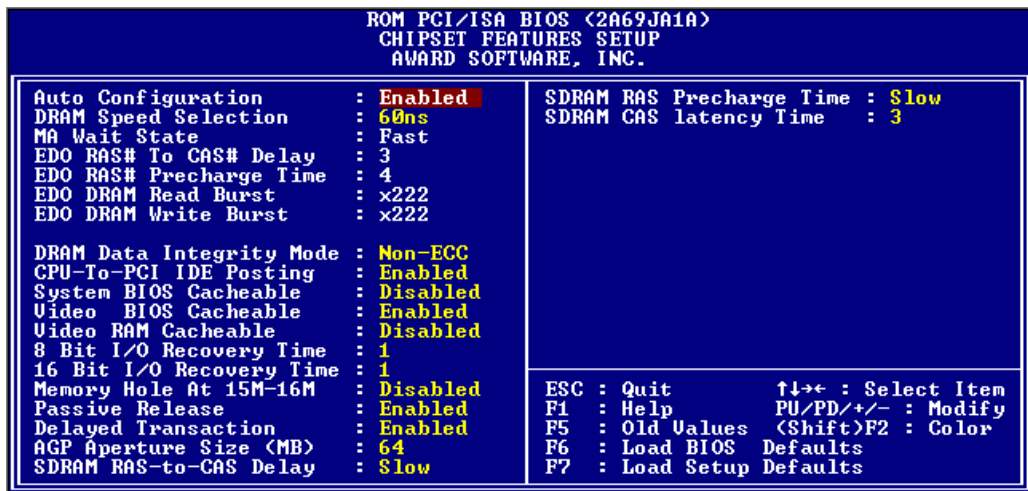 ROM PCI/ISA BIOS (2A69JA1A)
CHIPSET FEATURES SETUP
AWARD SOFTWARE, INC.
Auto Configuration : Enabled
DRAM Speed Selection : 60ns
MA Wait State : Fast
EDO RAS# To CAS# Delay : 3
EDO RAS# Precharge Time : 4
EDO DRAM Read Burst : x222
EDO DRAM Write Burst : x222
DRAM Data Integrity Mode : Non-ECC
CPU-To-PCI IDE Posting : Enabled
System BIOS Cacheable : Disabled
Video BIOS Cacheable : Enabled
Video RAM Cacheable : Disabled
8 Bit I/O Recovery Time : 1
16 Bit I/O Recovery Time : 1
Memory Hole At 15M-16M : Disabled
Passive Release : Enabled
Delayed Transaction : Enabled
AGP Aperture Size (MB) : 64
SDRAM RAS-to-CAS Delay : Slow
SDRAM RAS Precharge Time : Slow
SDRAM CAS latency Time : 3
ESC : Quit ↑↓→← : Select Item
F1 : Help PU/PD/+/- : Modify
F5 : Old Values (Shift)F2 : Color
F6 : Load BIOS Defaults
F7 : Load Setup Defaults